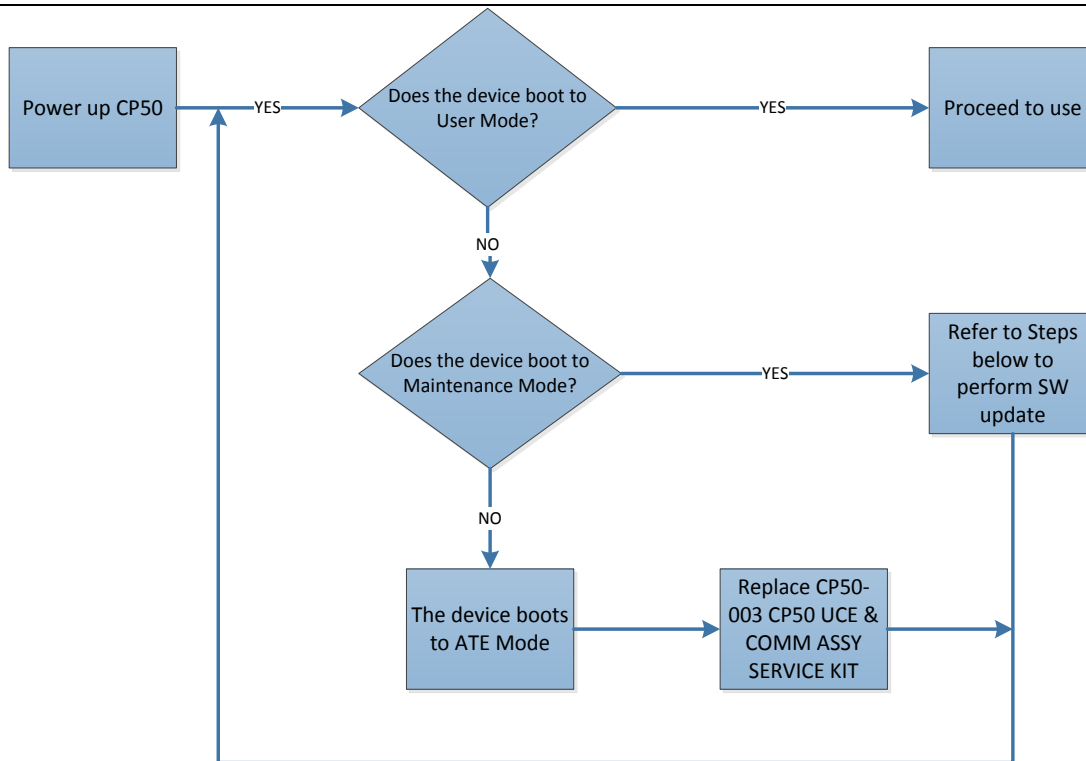 Power up CP50
YES
Does the device boot to
User Mode?
YES
Proceed to use
NO
Does the device boot to
Maintenance Mode?
YES
Refer to Steps
below to
perform SW
update
NO
The device boots
to ATE Mode
Replace CP50-
003 CP50 UCE &
COMM ASSY
SERVICE KIT